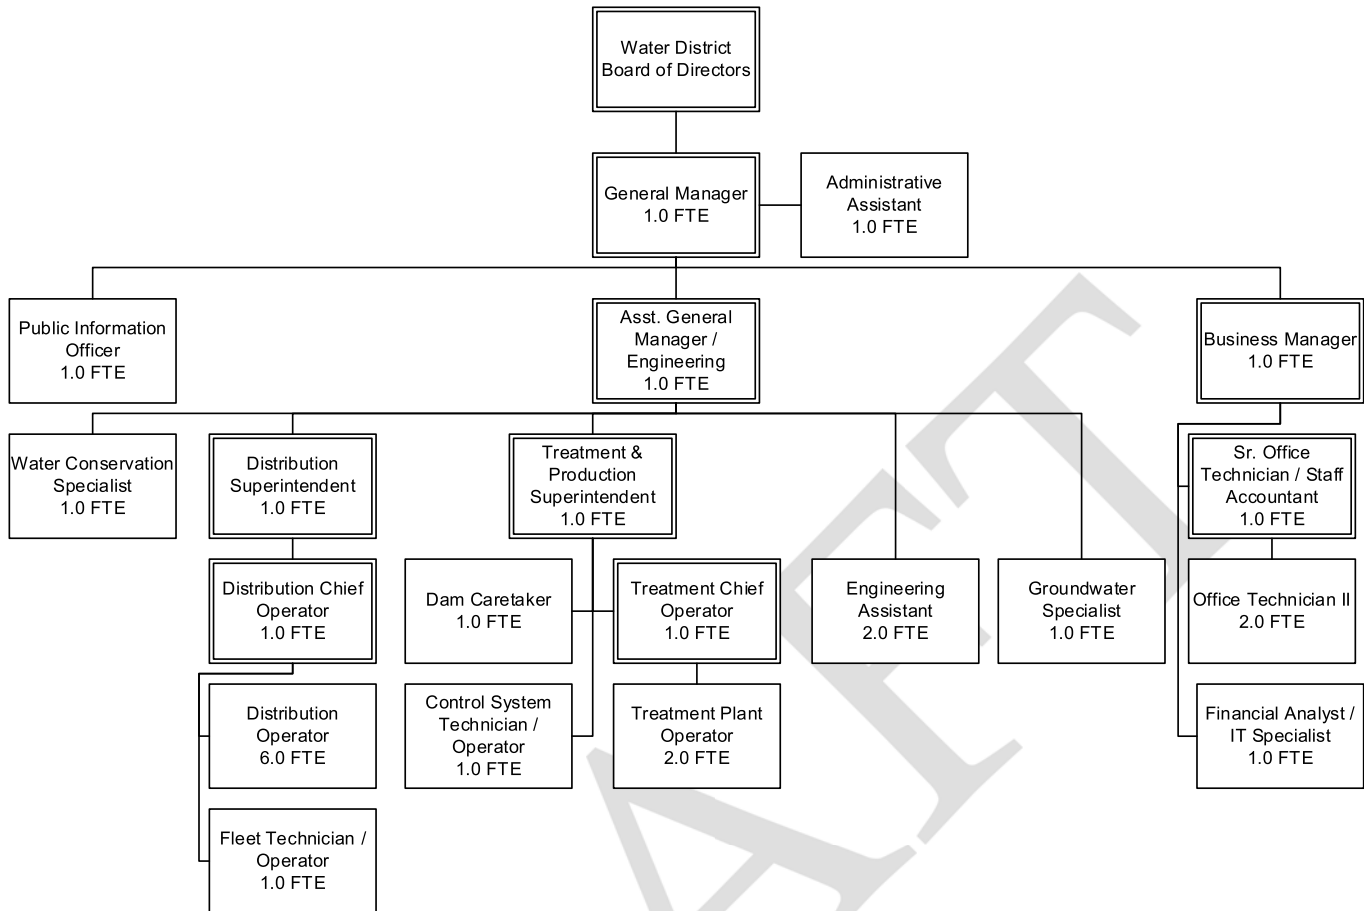 Water District
Board of Directors
General Manager
1.0 FTE
Administrative
Assistant
1.0 FTE
Public Information
Officer
1.0 FTE
Asst. General
Manager /
Engineering
1.0 FTE
Business Manager
1.0 FTE
Water Conservation
Specialist
1.0 FTE
Distribution
Superintendent
1.0 FTE
Treatment &
Production
Superintendent
1.0 FTE
Sr. Office
Technician / Staff
Accountant
1.0 FTE
Distribution Chief
Operator
1.0 FTE
Dam Caretaker
1.0 FTE
Treatment Chief
Operator
1.0 FTE
Engineering
Assistant
2.0 FTE
Groundwater
Specialist
1.0 FTE
Office Technician II
2.0 FTE
Distribution
Operator
6.0 FTE
Control System
Technician /
Operator
1.0 FTE
Treatment Plant
Operator
2.0 FTE
Financial Analyst /
IT Specialist
1.0 FTE
Fleet Technician /
Operator
1.0 FTE
AFT